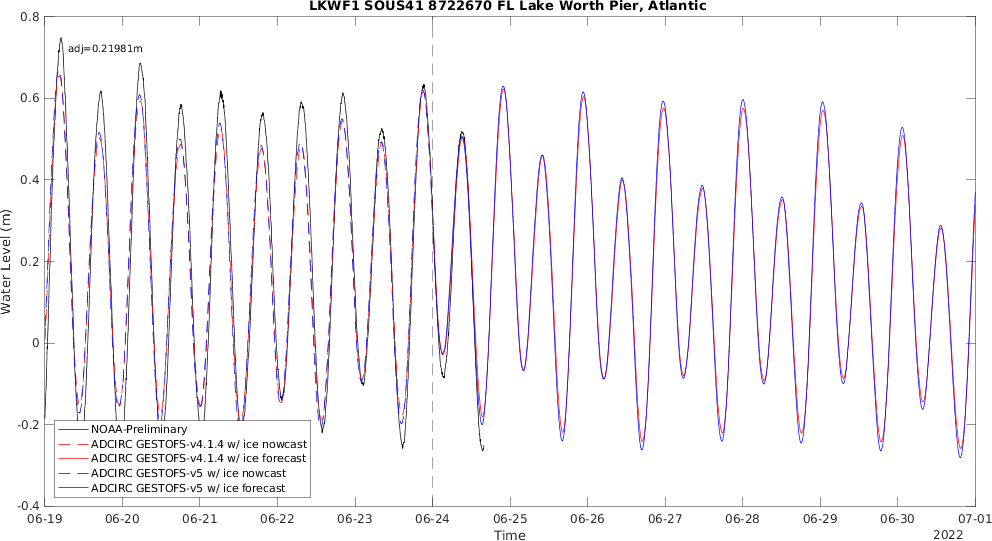 LKWF1 SOUS41 8722670 FL Lake Worth Pier, Atlantic
0.8
adj=0.21981m
0.6
0.4
0.2
0
-0.2
-0.4
Water Level (m)
NOAA-Preliminary
ADCIRC GESTOFS-v4.1.4 w/ ice nowcast
ADCIRC GESTOFS-v4.1.4 w/ ice forecast
ADCIRC GESTOFS-v5 w/ ice nowcast
ADCIRC GESTOFS-v5 w/ ice forecast
06-19 06-20 06-21 06-22 06-23 06-24 06-25 06-26 06-27 06-28 06-29 06-30 07-01
Time
2022